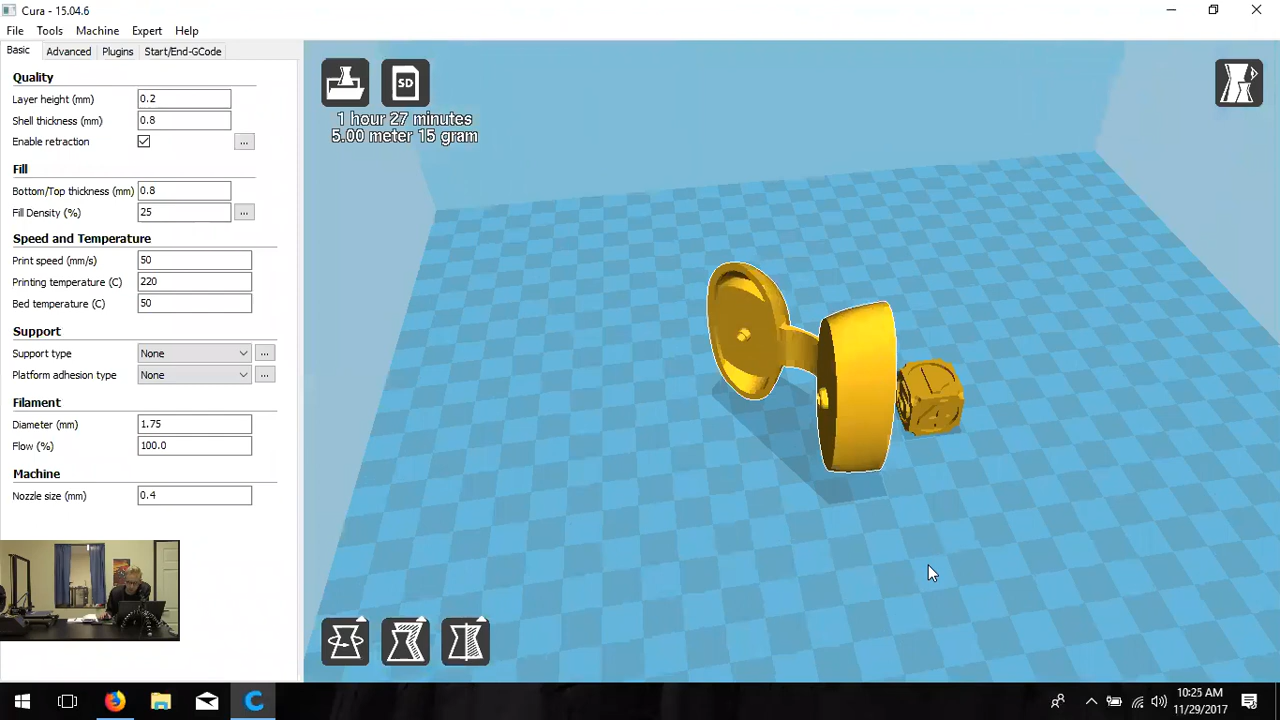 Cura - 15.04.6
File Tools Machine Expert Help
Basic Advanced Plugins Start/End-GCode
Quality
Layer height (mm) 0.2
Shell thickness (mm) 0.8
Enable retraction ...
Fill
Bottom/Top thickness (mm) 0.8
Fill Density (%) 25 ...
Speed and Temperature
Print speed (mm/s) 50
Printing temperature (C) 220
Bed temperature (C) 50
Support
Support type None ...
Platform adhesion type None ...
Filament
Diameter (mm) 1.75
Flow (%) 100.0
Machine
Nozzle size (mm) 0.4
SD
1 hour 27 minutes
5.00 meter 15 gram
10:25 AM
11/29/2017